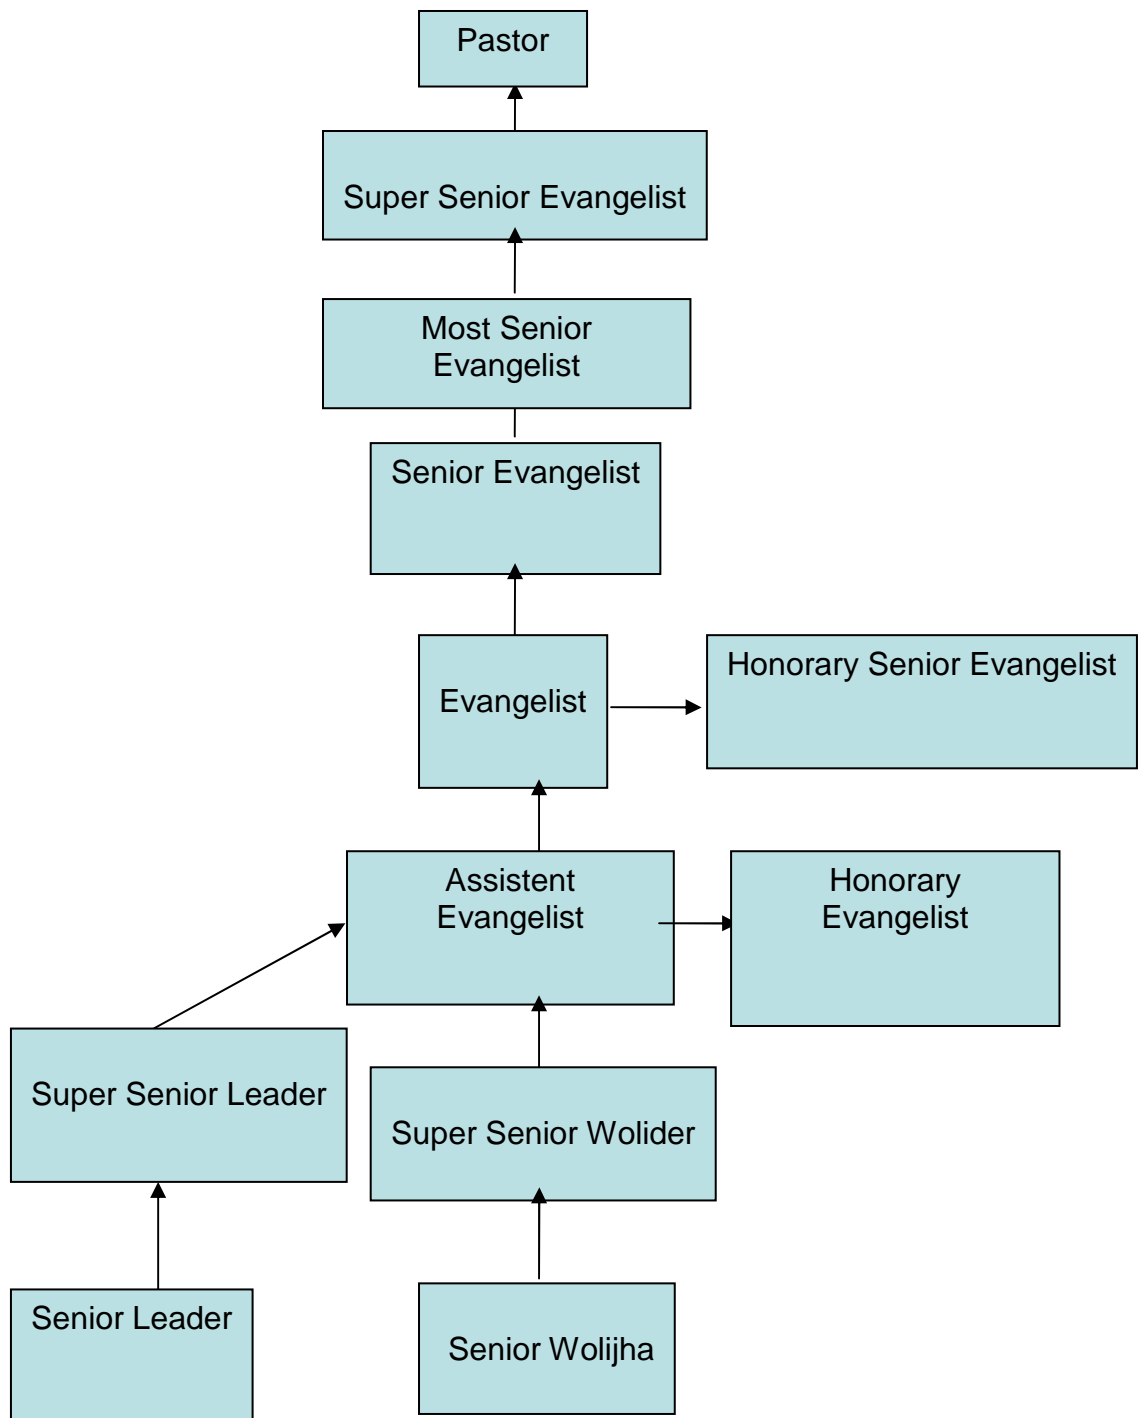 Pastor
Super Senior Evangelist
Most Senior
Evangelist
Senior Evangelist
Evangelist
Honorary Senior Evangelist
Assistent
Evangelist
Honorary
Evangelist
Super Senior Leader
Super Senior Wolider
Senior Leader
Senior Wolijha